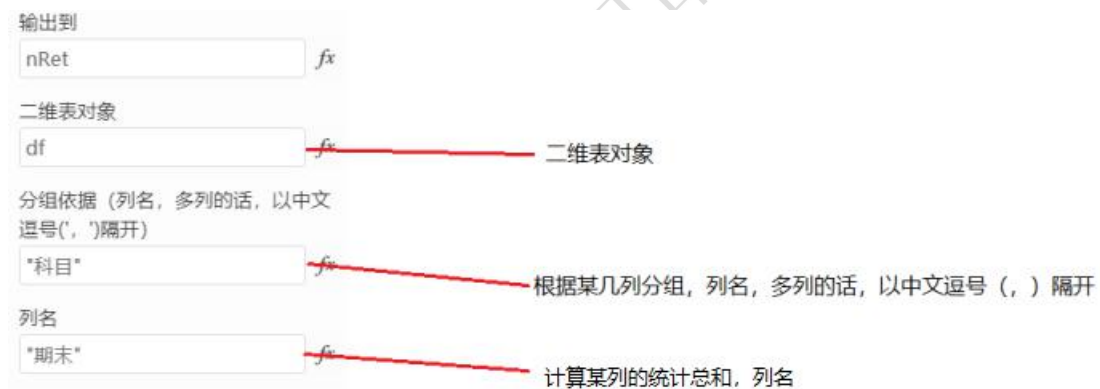 输出到
nRet fx
二维表对象
df fx
二维表对象
分组依据（列名，多列的话，以中文
逗号('，')隔开）
"科目" fx
根据某几列分组，列名，多列的话，以中文逗号（，）隔开
列名
"期末" fx
计算某列的统计总和，列名